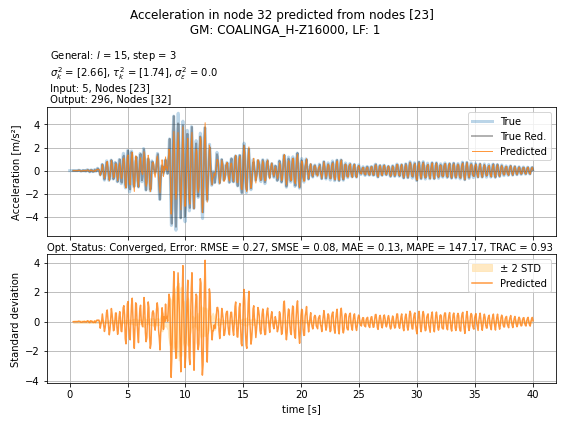 Acceleration in node 32 predicted from nodes [23]
GM: COALINGA_H-Z16000, LF: 1
General: l = 15, step = 3
σ²ₖ = [2.66], τ²ₖ = [1.74], σ²ᵣ = 0.0
Input: 5, Nodes [23]
Output: 296, Nodes [32]
True
True Red.
Predicted
Acceleration [m/s²]
4
2
0
−2
−4
Opt. Status: Converged, Error: RMSE = 0.27, SMSE = 0.08, MAE = 0.13, MAPE = 147.17, TRAC = 0.93
± 2 STD
Predicted
Standard deviation
4
2
0
−2
−4
0 5 10 15 20 25 30 35 40
time [s]